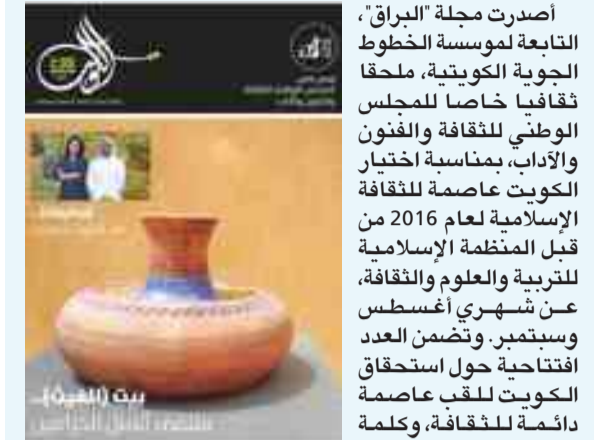 أصدرت مجلة "البراق"،
التابعة لموسسة الخطوط
الجوية الكويتية، ملحقا
ثقافيا خاصا للمجلس
الوطني للثقافة والفنون
والآداب، بمناسبة اختيار
الكويت عاصمة للثقافة
الإسلامية لعام 2016 من
قبل المنظمة الإسلامية
للتربية والعلوم والثقافة،
عن شهري أغسطس
وسبتمبر. وتضمن العدد
افتتاحية حول استحقاق
الكويت للقب عاصمة
دائمة للثقافة، وكلمة
بيت